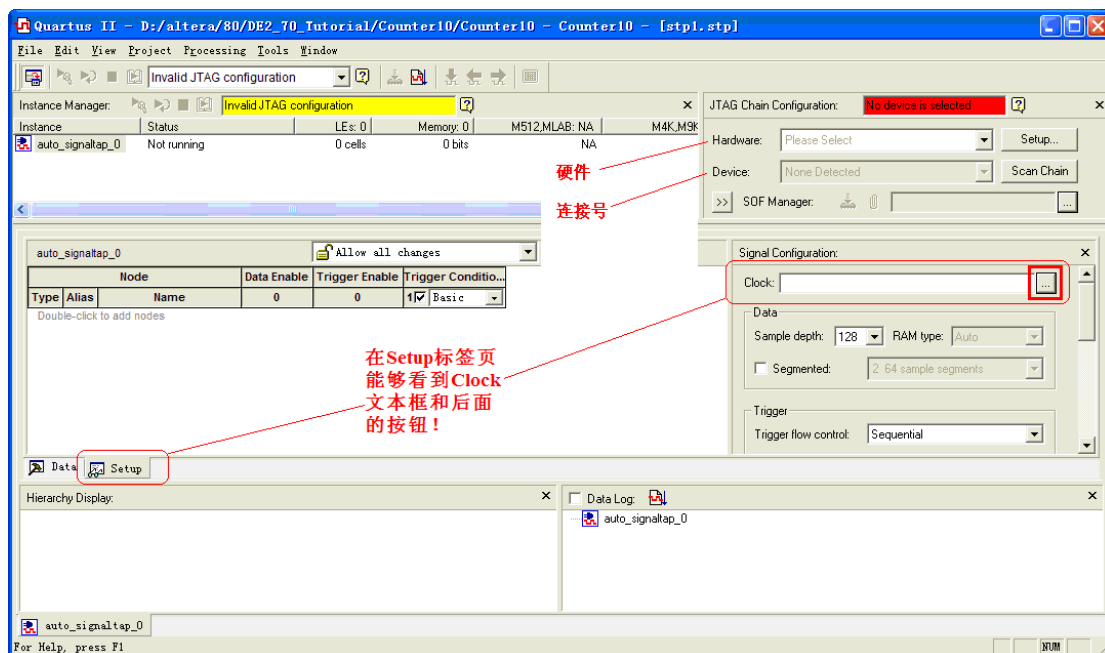 Quartus II - D:/altera/80/DE2_70_Tutorial/Counter10/Counter10 - Counter10 - [stp1.stp]
File Edit View Project Processing Tools Window
Invalid JTAG configuration
Instance Manager: Invalid JTAG configuration
Instance Status LEs: 0 Memory: 0 M512,MLAB: NA M4K,M9K
auto_signaltap_0 Not running 0 cells 0 bits NA
JTAG Chain Configuration: No device is selected
Hardware: Please Select Setup...
Device: None Detected Scan Chain
>> SOF Manager: ...
硬件
连接号
auto_signaltap_0 Allow all changes
Node Data Enable Trigger Enable Trigger Conditio...
Type Alias Name 0 0 1 Basic
Double-click to add nodes
Signal Configuration:
Clock: ...
Data
Sample depth: 128 RAM type: Auto
Segmented: 2 64 sample segments
Trigger
Trigger flow control: Sequential
在Setup标签页
能够看到Clock
文本框和后面
的按钮！
Data Setup
Hierarchy Display:
Data Log:
auto_signaltap_0
auto_signaltap_0
For Help, press F1
NUM